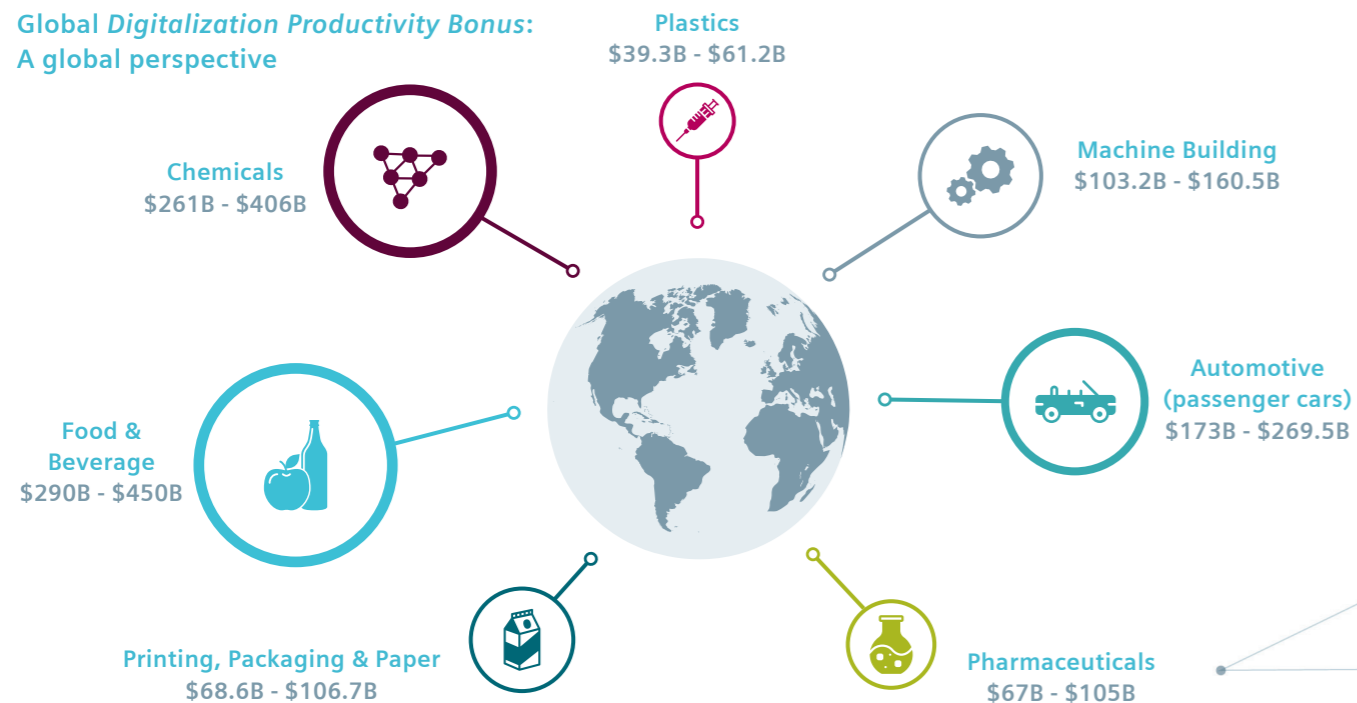 Global Digitalization Productivity Bonus:
A global perspective
Plastics
$39.3B - $61.2B
Chemicals
$261B - $406B
Machine Building
$103.2B - $160.5B
Automotive
(passenger cars)
$173B - $269.5B
Food &
Beverage
$290B - $450B
Printing, Packaging & Paper
$68.6B - $106.7B
Pharmaceuticals
$67B - $105B